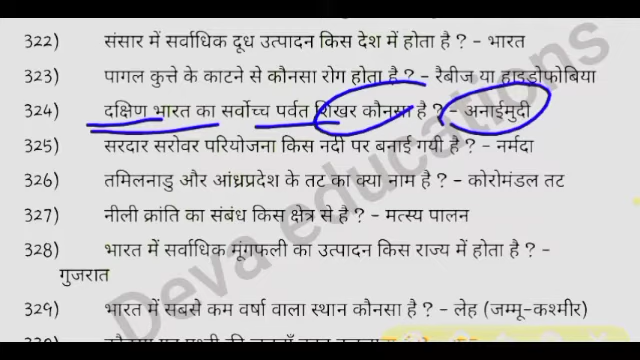 322) संसार में सर्वाधिक दूध उत्पादन किस देश में होता है ? - भारत
323) पागल कुत्ते के काटने से कौनसा रोग होता है ? - रैबीज या हाइड्रोफोबिया
324) दक्षिण भारत का सर्वोच्च पर्वत शिखर कौनसा है ? - अनाईमुदी
325) सरदार सरोवर परियोजना किस नदी पर बनाई गयी है ? - नर्मदा
326) तमिलनाडु और आंध्रप्रदेश के तट का क्या नाम है ? - कोरोमंडल तट
327) नीली क्रांति का संबंध किस क्षेत्र से है ? - मत्स्य पालन
328) भारत में सर्वाधिक मूंगफली का उत्पादन किस राज्य में होता है ? -
गुजरात
329) भारत में सबसे कम वर्षा वाला स्थान कौनसा है ? - लेह (जम्मू-कश्मीर)
Deva educations